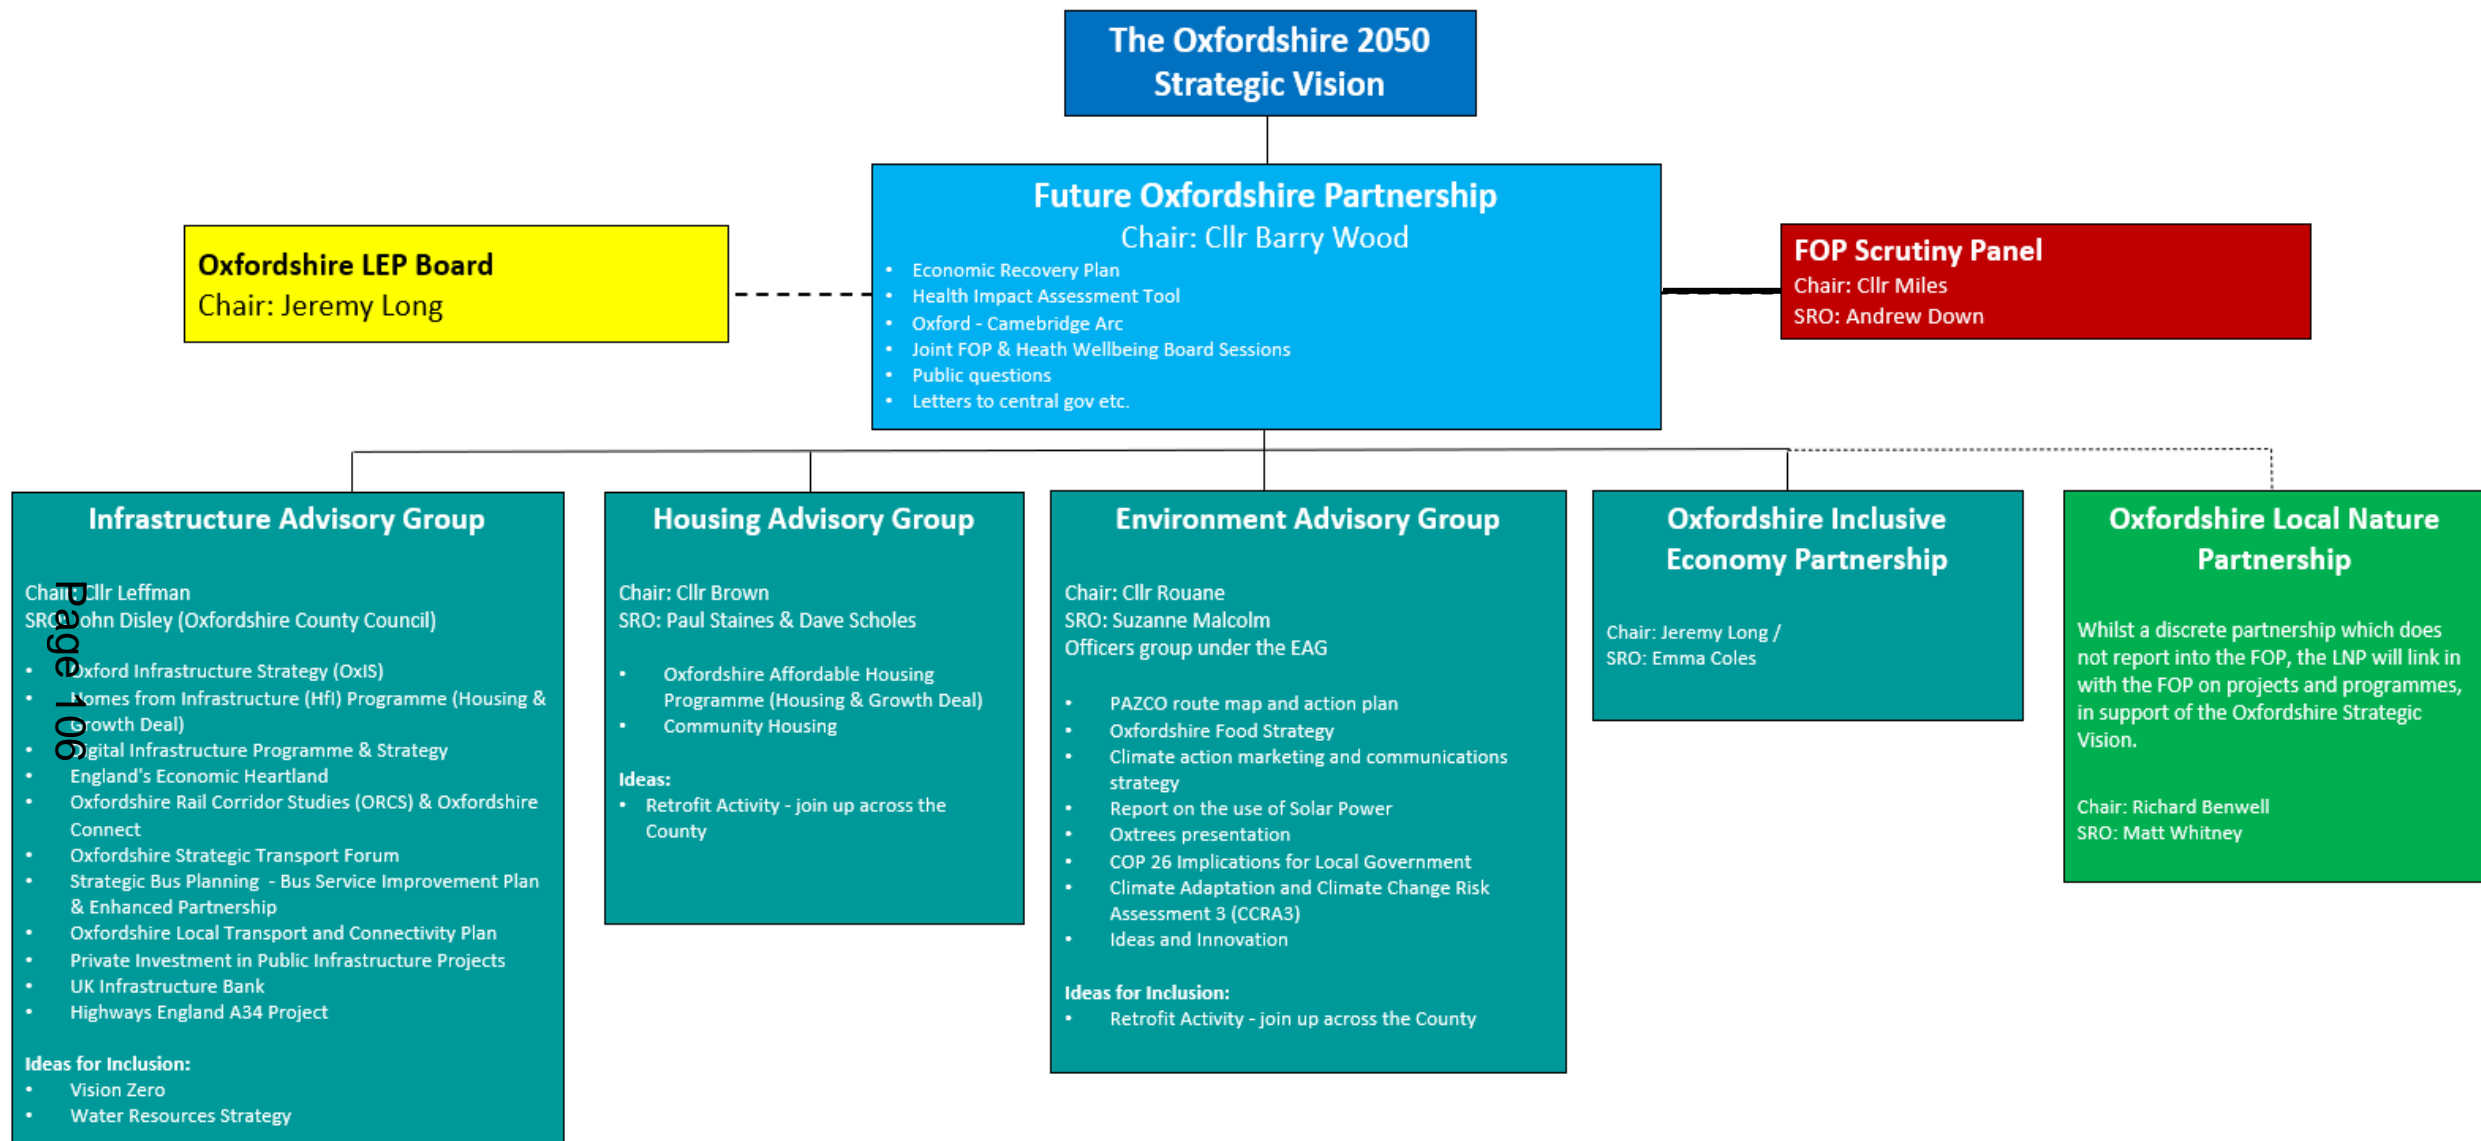 The Oxfordshire 2050
Strategic Vision
Future Oxfordshire Partnership
Chair: Cllr Barry Wood
• Economic Recovery Plan
• Health Impact Assessment Tool
• Oxford - Camebridge Arc
• Joint FOP & Heath Wellbeing Board Sessions
• Public questions
• Letters to central gov etc.
Oxfordshire LEP Board
Chair: Jeremy Long
FOP Scrutiny Panel
Chair: Cllr Miles
SRO: Andrew Down
Infrastructure Advisory Group
Chair: Cllr Leffman
SRO: John Disley (Oxfordshire County Council)
• Oxford Infrastructure Strategy (OxIS)
• Homes from Infrastructure (HfI) Programme (Housing &
Growth Deal)
• Digital Infrastructure Programme & Strategy
• England's Economic Heartland
• Oxfordshire Rail Corridor Studies (ORCS) & Oxfordshire
Connect
• Oxfordshire Strategic Transport Forum
• Strategic Bus Planning - Bus Service Improvement Plan
& Enhanced Partnership
• Oxfordshire Local Transport and Connectivity Plan
• Private Investment in Public Infrastructure Projects
• UK Infrastructure Bank
• Highways England A34 Project
Ideas for Inclusion:
• Vision Zero
• Water Resources Strategy
Page 106
Housing Advisory Group
Chair: Cllr Brown
SRO: Paul Staines & Dave Scholes
• Oxfordshire Affordable Housing
Programme (Housing & Growth Deal)
• Community Housing
Ideas:
• Retrofit Activity - join up across the
County
Environment Advisory Group
Chair: Cllr Rouane
SRO: Suzanne Malcolm
Officers group under the EAG
• PAZCO route map and action plan
• Oxfordshire Food Strategy
• Climate action marketing and communications
strategy
• Report on the use of Solar Power
• Oxtrees presentation
• COP 26 Implications for Local Government
• Climate Adaptation and Climate Change Risk
Assessment 3 (CCRA3)
• Ideas and Innovation
Ideas for Inclusion:
• Retrofit Activity - join up across the County
Oxfordshire Inclusive
Economy Partnership
Chair: Jeremy Long /
SRO: Emma Coles
Oxfordshire Local Nature
Partnership
Whilst a discrete partnership which does
not report into the FOP, the LNP will link in
with the FOP on projects and programmes,
in support of the Oxfordshire Strategic
Vision.
Chair: Richard Benwell
SRO: Matt Whitney